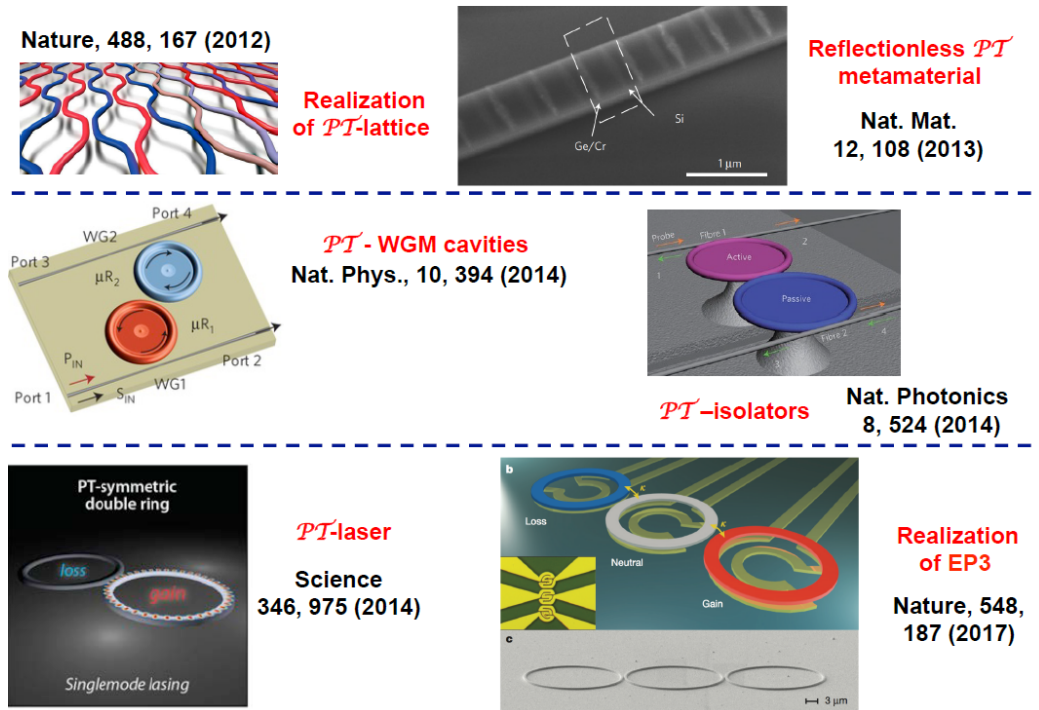 Nature, 488, 167 (2012)
Realization
of PT-lattice
Ge/Cr
Si
1 μm
Reflectionless PT
metamaterial
Nat. Mat.
12, 108 (2013)
Port 4
WG2
Port 3
μR2
μR1
PIN
Port 2
WG1
Port 1
SIN
PT - WGM cavities
Nat. Phys., 10, 394 (2014)
Probe
Fibre 1
2
1
Active
Passive
Fibre 2
4
3
PT –isolators
Nat. Photonics
8, 524 (2014)
PT-symmetric
double ring
loss
gain
Singlemode lasing
PT-laser
Science
346, 975 (2014)
b
Loss
κ
Neutral
κ
Gain
c
3 μm
Realization
of EP3
Nature, 548,
187 (2017)